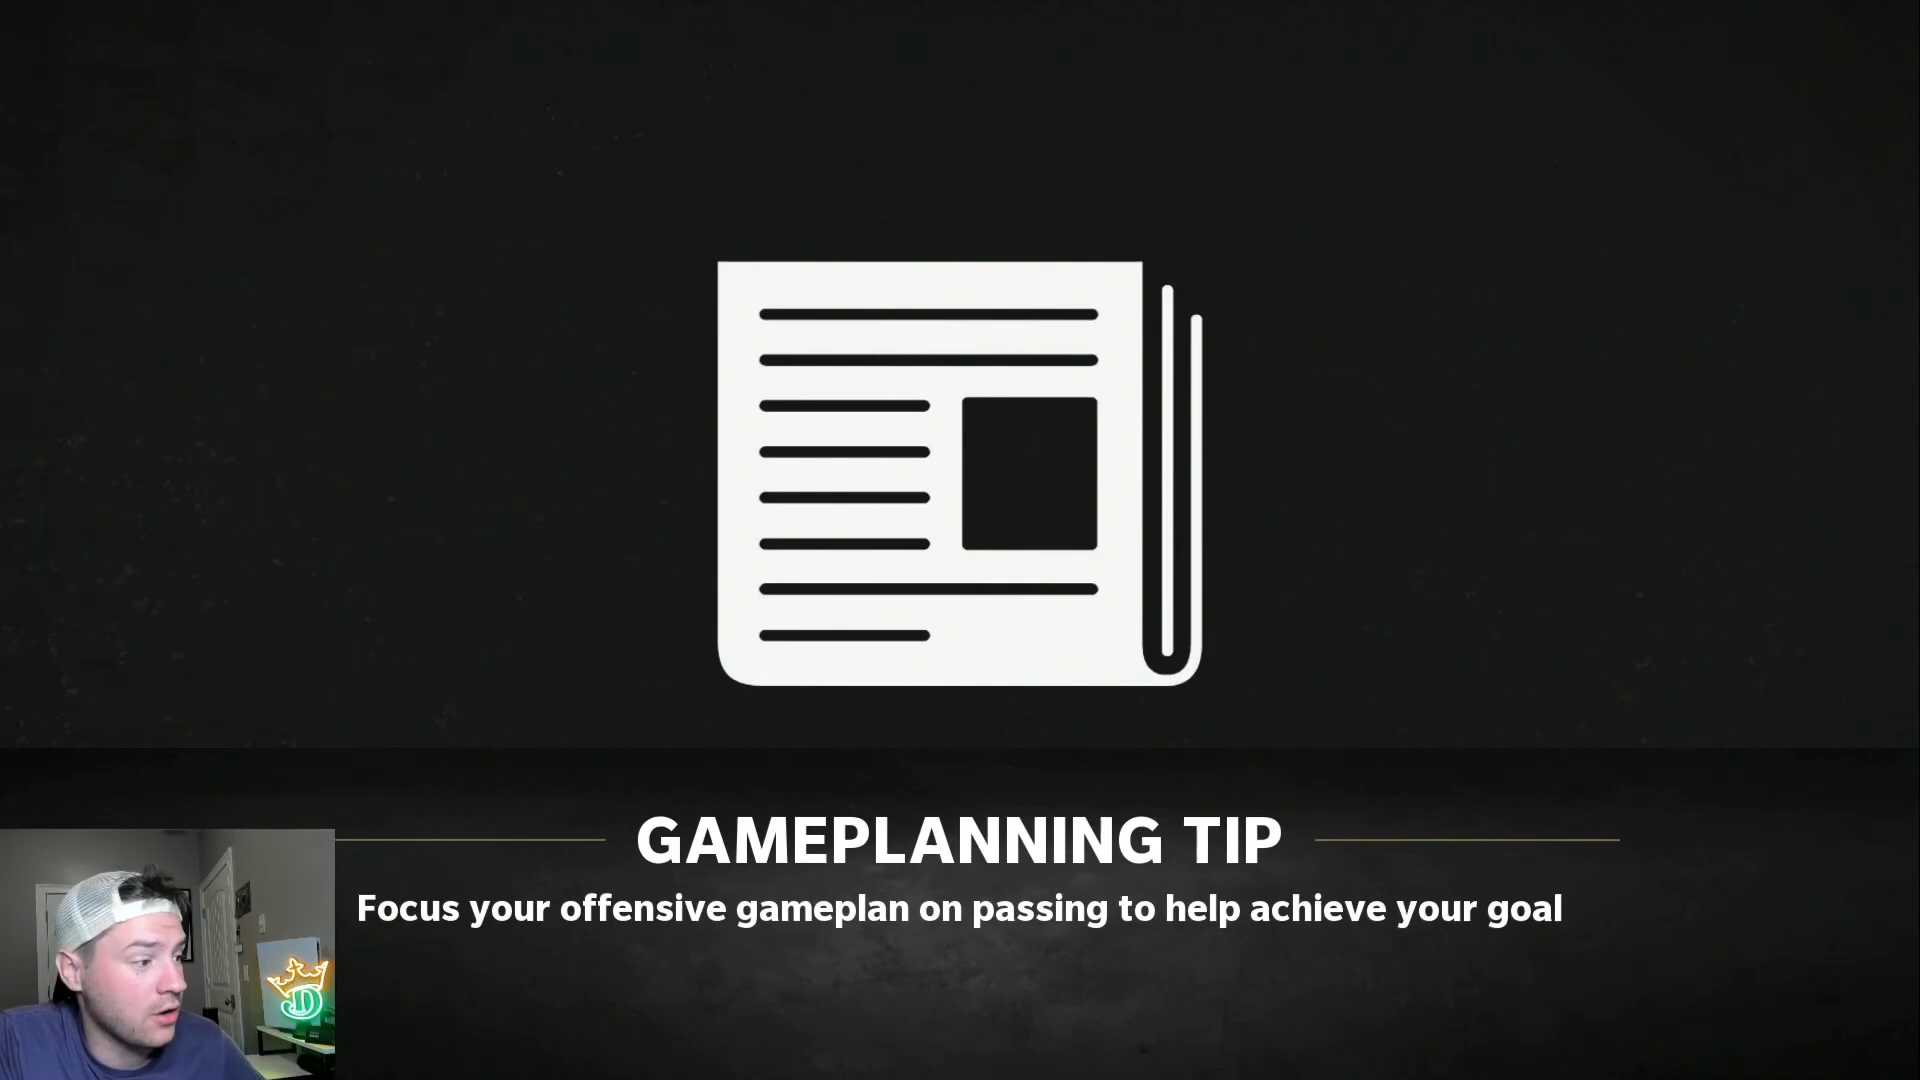 GAMEPLANNING TIP
Focus your offensive gameplan on passing to help achieve your goal